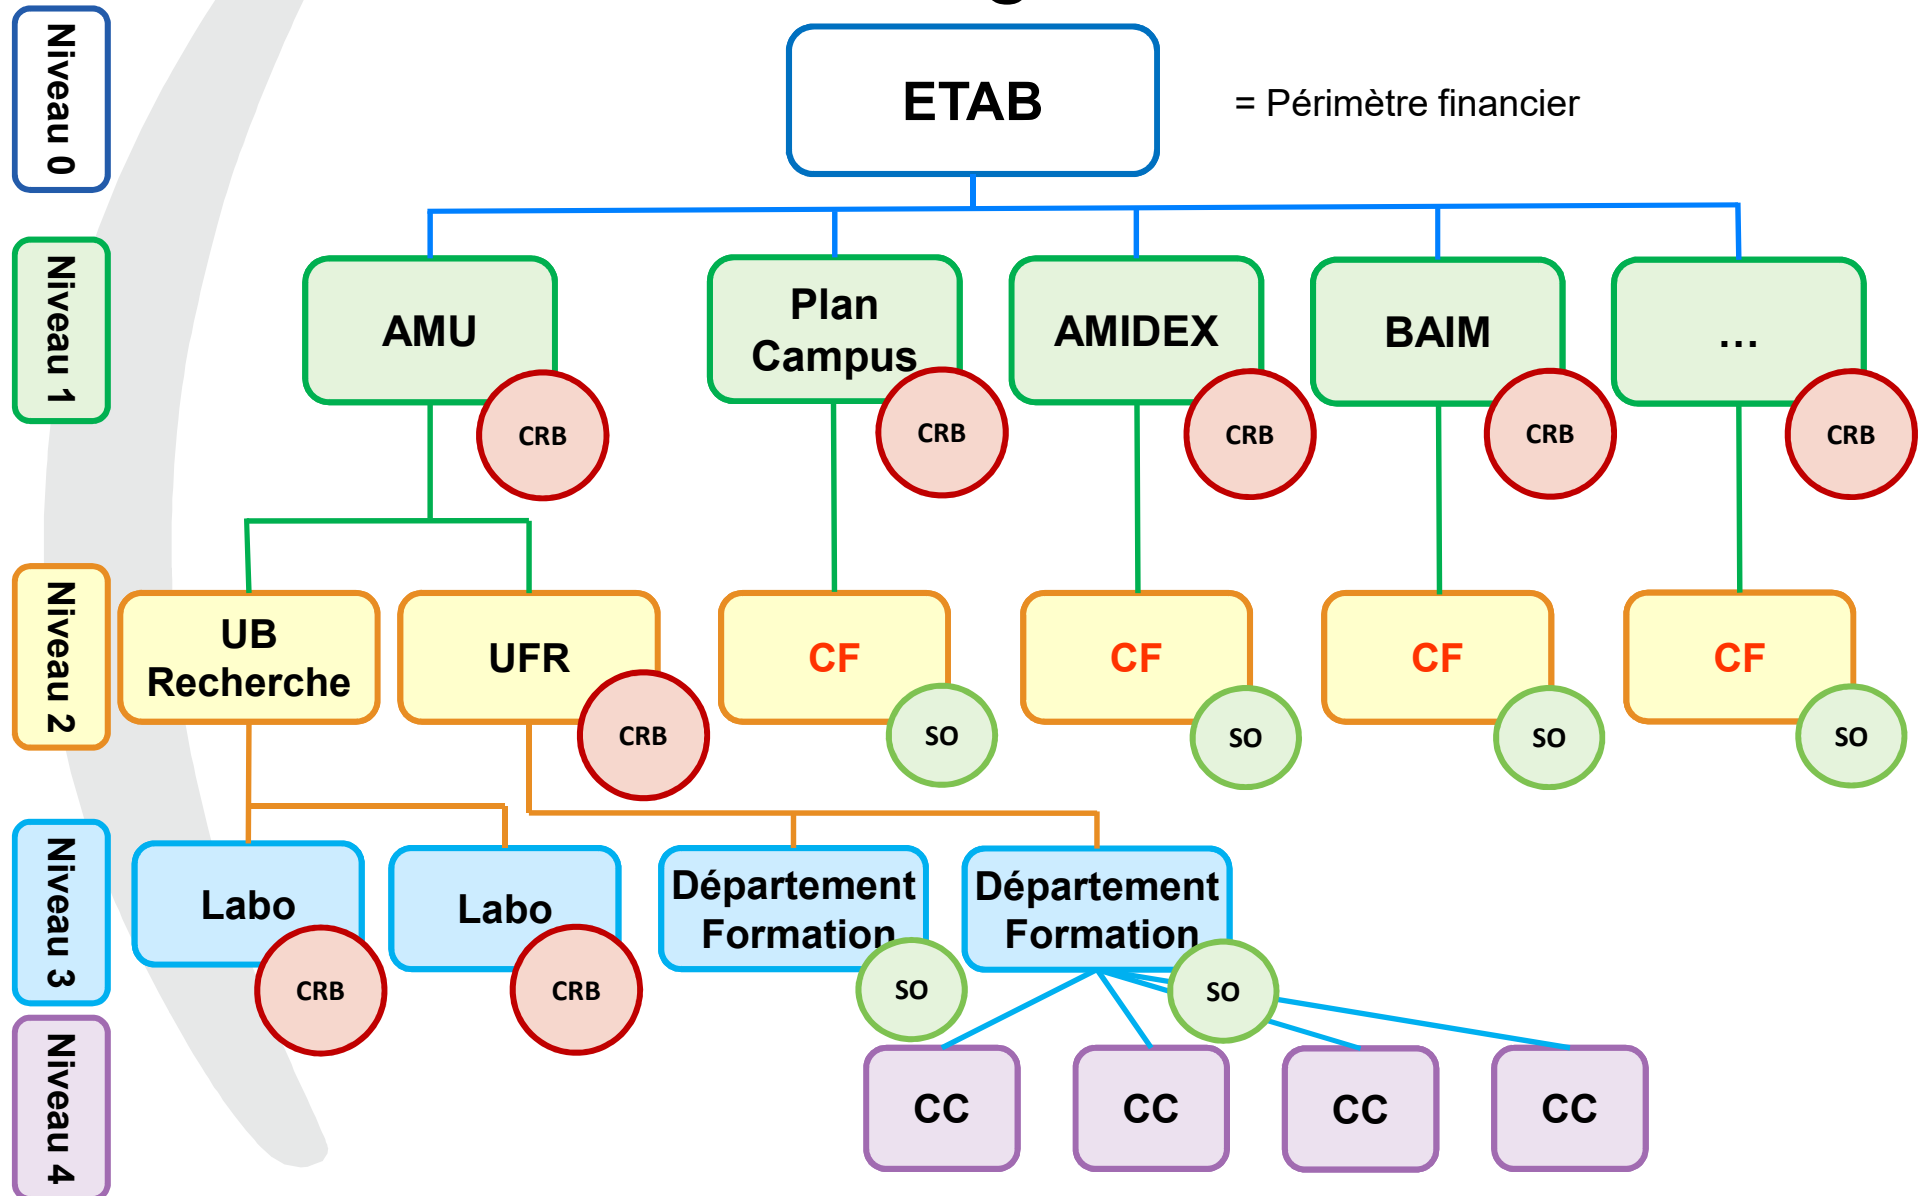 Niveau 0
ETAB
= Périmètre financier
Niveau 1
AMU
CRB
Plan
Campus
CRB
AMIDEX
CRB
BAIM
CRB
...
CRB
Niveau 2
UB
Recherche
UFR
CRB
CF
SO
CF
SO
CF
SO
CF
SO
Niveau 3
Labo
CRB
Labo
CRB
Département
Formation
SO
Département
Formation
SO
Niveau 4
CC
CC
CC
CC